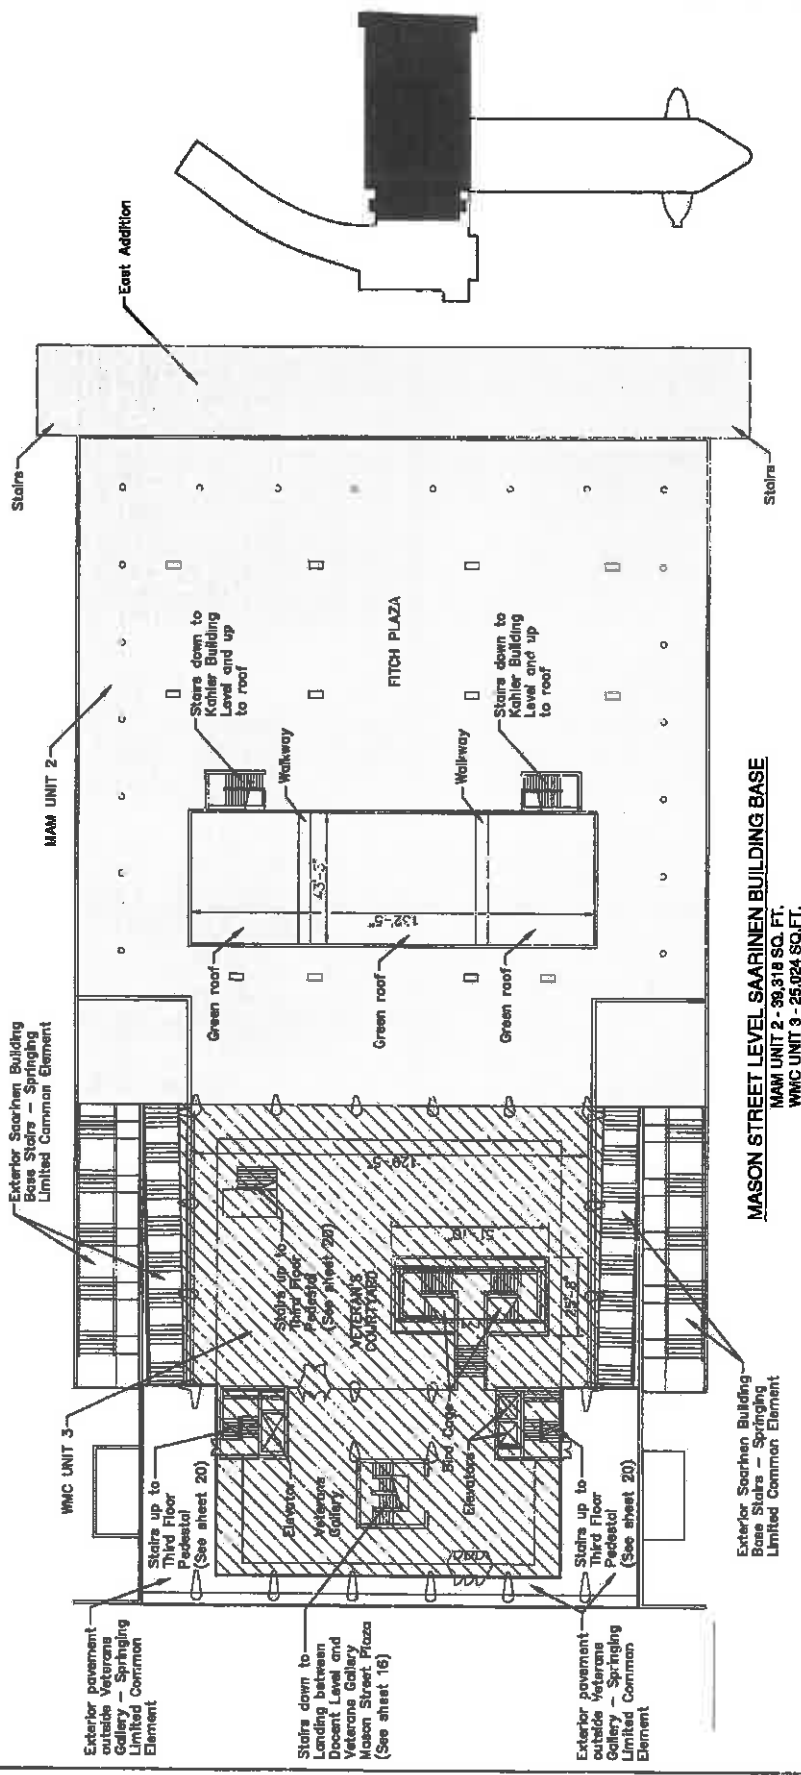 East Addition
Stairs
Stairs
MAM UNIT 2
Stairs down to
Kahler Building
Level and up
to roof
FITCH PLAZA
Stairs down to
Kahler Building
Level and up
to roof
Walkway
Walkway
43'-3"
132'-5"
Green roof
Green roof
Green roof
Exterior Saarinen Building
Base Stairs – Springing
Limited Common Element
129'-5"
Stairs up to
Third Floor
Pedestal
(See sheet 20)
VETERAN'S
COURTYARD
51'-10"
25'-8"
Bird Cage
Exterior Saarinen Building
Base Stairs – Springing
Limited Common Element
WMC UNIT 3
Stairs up to
Third Floor
Pedestal
(See sheet 20)
Elevator
Veterans
Gallery
Elevators
Stairs up to
Third Floor
Pedestal
(See sheet 20)
Exterior pavement
outside Veterans
Gallery – Springing
Limited Common
Element
Stairs down to
Landing between
Docent Level and
Veterans Gallery
Mason Street Plaza
(See sheet 16)
Exterior pavement
outside Veterans
Gallery – Springing
Limited Common
Element
MASON STREET LEVEL SAARINEN BUILDING BASE
MAM UNIT 2 - 39,318 SQ. FT.
WMC UNIT 3 - 25,024 SQ.FT.